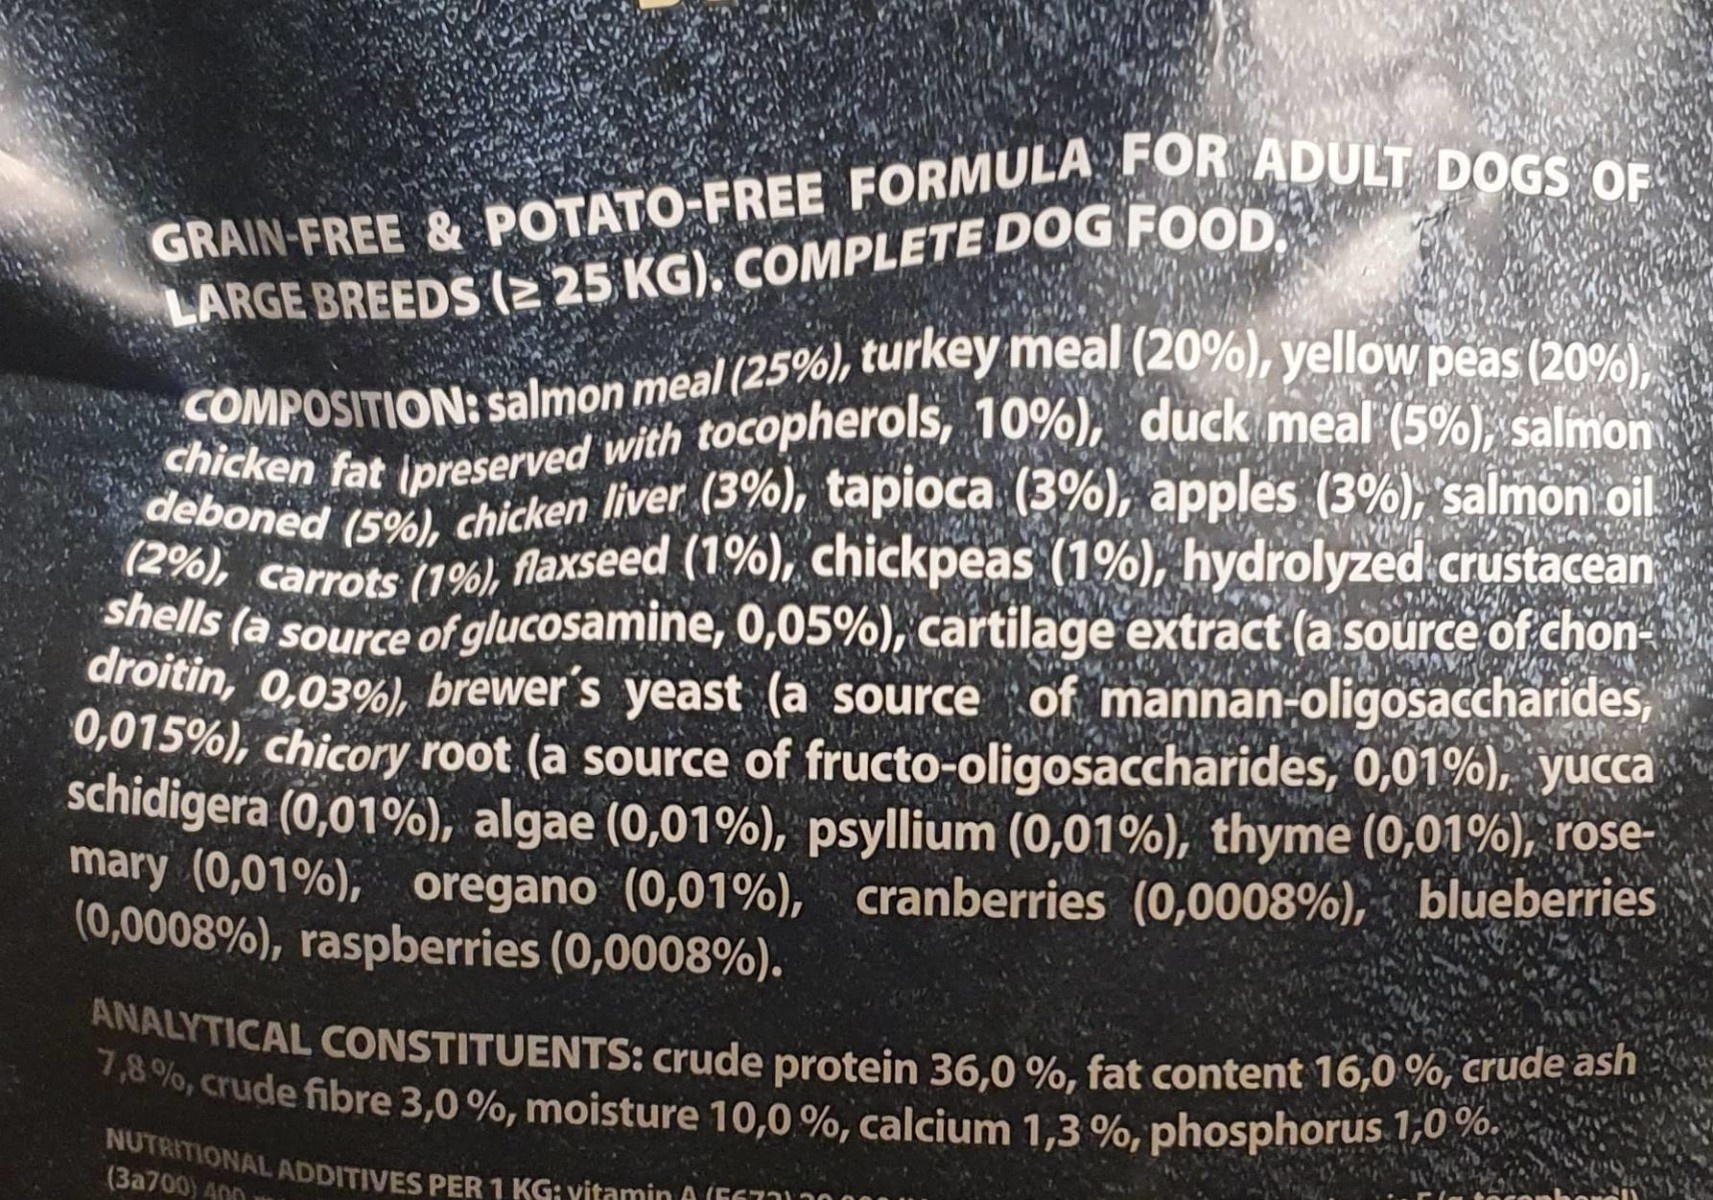 GRAIN-FREE & POTATO-FREE FORMULA FOR ADULT DOGS OF
LARGE BREEDS (≥ 25 KG). COMPLETE DOG FOOD.
COMPOSITION: salmon meal (25%), turkey meal (20%), yellow peas (20%),
chicken fat (preserved with tocopherols, 10%), duck meal (5%), salmon
deboned (5%), chicken liver (3%), tapioca (3%), apples (3%), salmon oil
(2%), carrots (1%), flaxseed (1%), chickpeas (1%), hydrolyzed crustacean
shells (a source of glucosamine, 0,05%), cartilage extract (a source of chon-
droitin, 0,03%), brewer´s yeast (a source of mannan-oligosaccharides,
0,015%), chicory root (a source of fructo-oligosaccharides, 0,01%), yucca
schidigera (0,01%), algae (0,01%), psyllium (0,01%), thyme (0,01%), rose-
mary (0,01%), oregano (0,01%), cranberries (0,0008%), blueberries
(0,0008%), raspberries (0,0008%).
ANALYTICAL CONSTITUENTS: crude protein 36,0 %, fat content 16,0 %, crude ash
7,8 %, crude fibre 3,0 %, moisture 10,0 %, calcium 1,3 %, phosphorus 1,0 %.
NUTRITIONAL ADDITIVES PER 1 KG: vitamin A
(3a700) 400